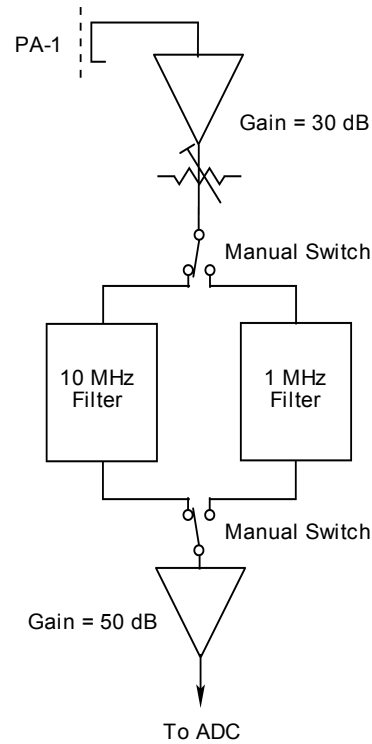 PA-1
Gain = 30 dB
Manual Switch
10 MHz
Filter
1 MHz
Filter
Manual Switch
Gain = 50 dB
To ADC